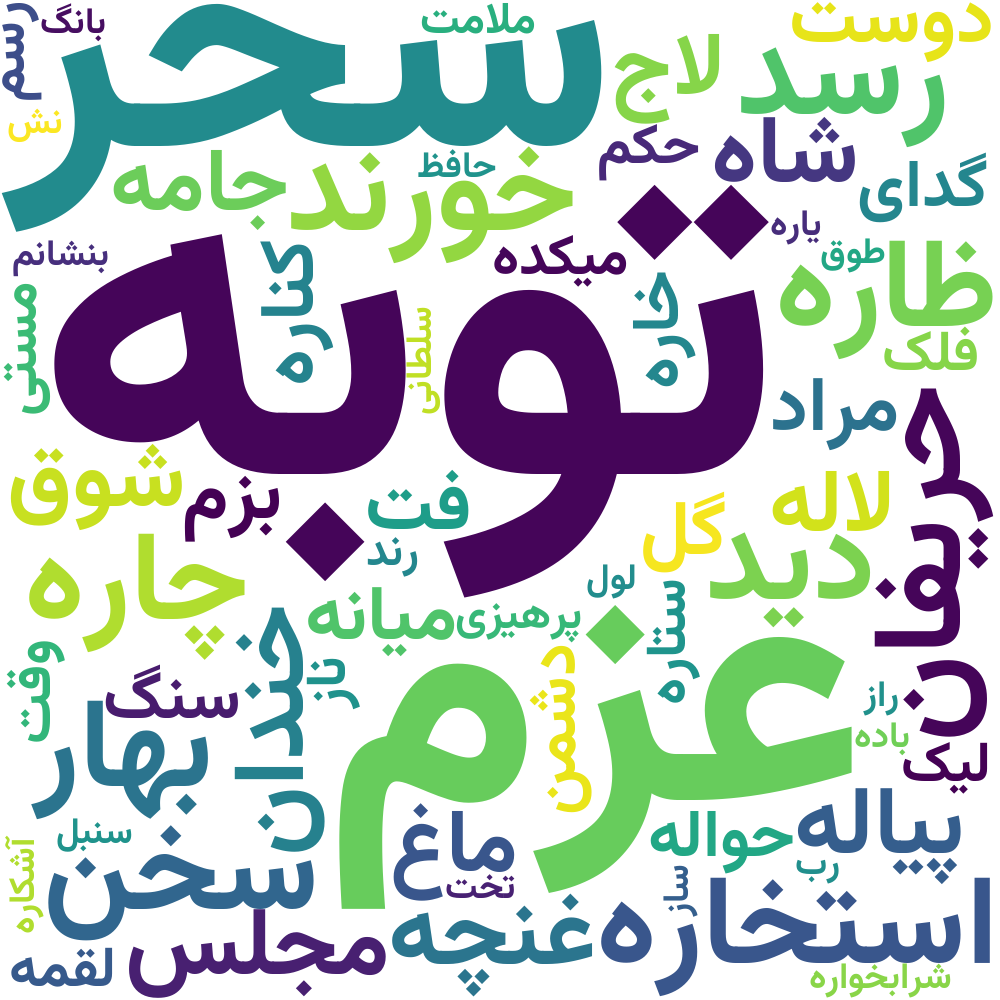 سحر
بانگ
ملامت
دوست
رسم
لاج
رسد
نش
حکم
شاه
حافظ
جامه
خورند
گدای
یاره
بنشانم
میکده
طوق
ظاره
کناره
خاره
توبه
مستی
سلطانی
فلک
مراد
حریفان
شوق
بزم
فت
لاله
گل
رند
دید
چاره
لول
میانه
پرهیزی
ستاره
خندان
وقت
ناز
عزم
سنگ
دشمن
راز
باده
لیک
بهار
پیاله
سنبل
ماغ
حواله
آشکاره
سخن
رب
تخت
ساز
استخاره
مجلس
غنچه
لقمه
شرابخواره